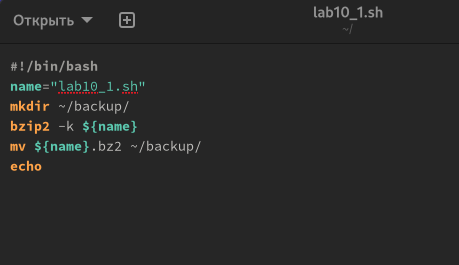 Открыть
lab10_1.sh
~/
#!/bin/bash
name="lab10_1.sh"
mkdir ~/backup/
bzip2 -k ${name}
mv ${name}.bz2 ~/backup/
echo